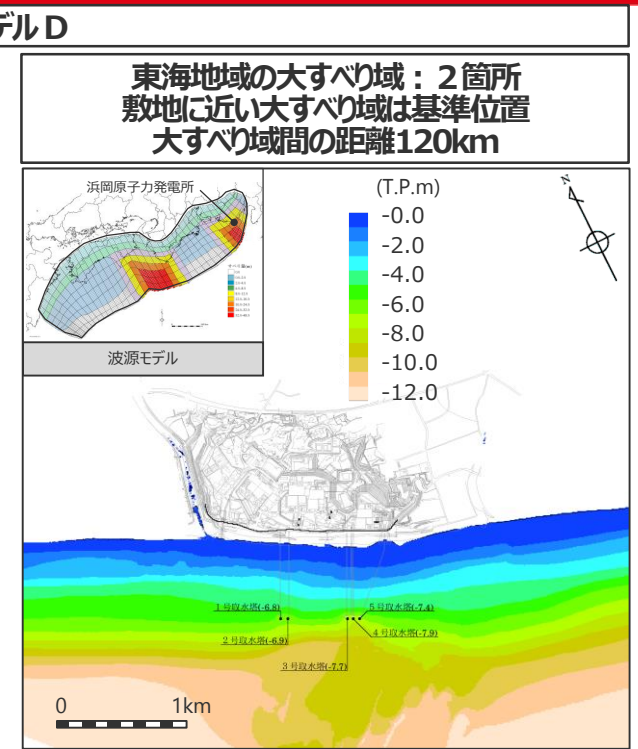 デルD
東海地域の大すべり域：２箇所
敷地に近い大すべり域は基準位置
大すべり域間の距離120km
浜岡原子力発電所
波源モデル
(T.P.m)
-0.0
-2.0
-4.0
-6.0
-8.0
-10.0
-12.0
N
1号取水塔(-6.8)
2号取水塔(-6.9)
3号取水塔(-7.7)
5号取水塔(-7.4)
4号取水塔(-7.9)
0 1km